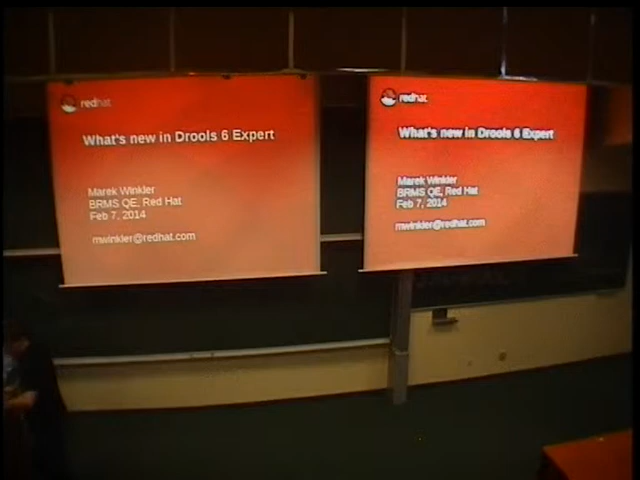 redhat
What's new in Drools 6 Expert
Marek Winkler
BRMS QE, Red Hat
Feb 7, 2014
mwinkler@redhat.com
redhat
What's new in Drools 6 Expert
Marek Winkler
BRMS QE, Red Hat
Feb 7, 2014
mwinkler@redhat.com